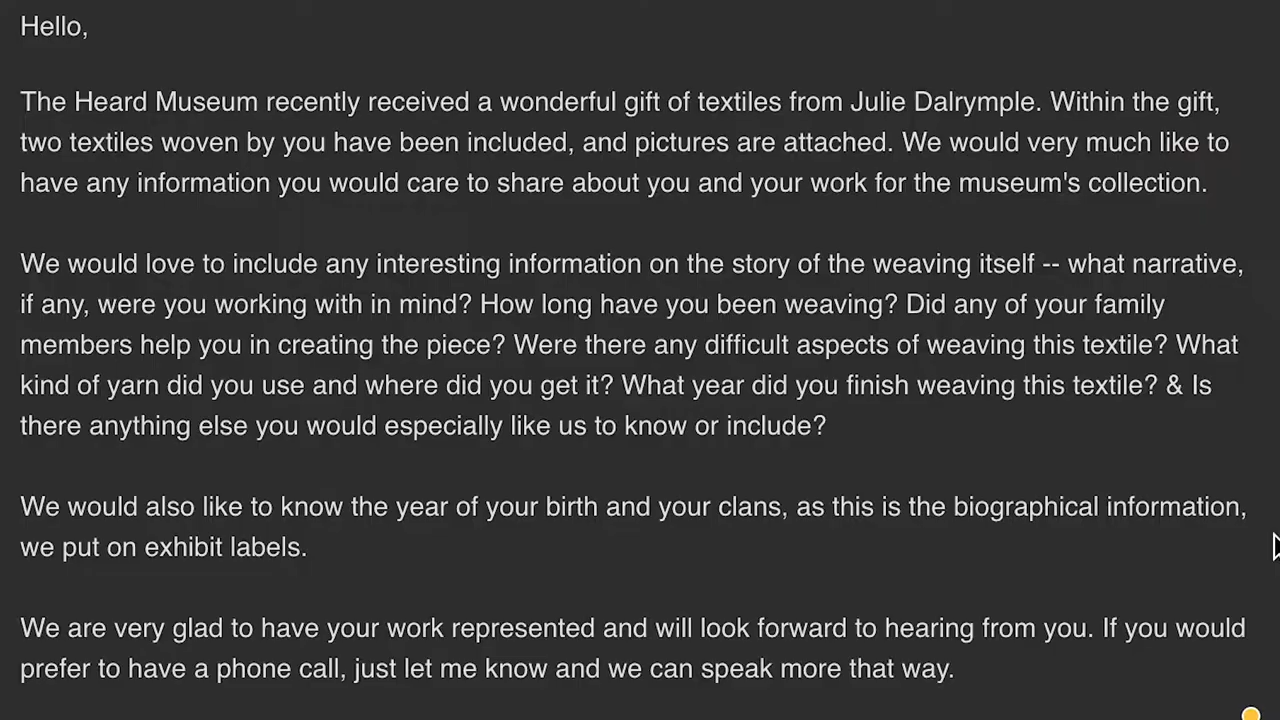 Hello,
The Heard Museum recently received a wonderful gift of textiles from Julie Dalrymple. Within the gift,
two textiles woven by you have been included, and pictures are attached. We would very much like to
have any information you would care to share about you and your work for the museum's collection.
We would love to include any interesting information on the story of the weaving itself -- what narrative,
if any, were you working with in mind? How long have you been weaving? Did any of your family
members help you in creating the piece? Were there any difficult aspects of weaving this textile? What
kind of yarn did you use and where did you get it? What year did you finish weaving this textile? & Is
there anything else you would especially like us to know or include?
We would also like to know the year of your birth and your clans, as this is the biographical information,
we put on exhibit labels.
We are very glad to have your work represented and will look forward to hearing from you. If you would
prefer to have a phone call, just let me know and we can speak more that way.